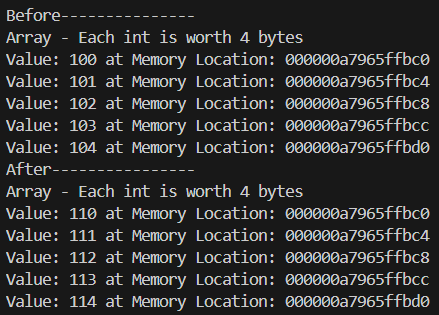 Before---------------
Array - Each int is worth 4 bytes
Value: 100 at Memory Location: 000000a7965ffbc0
Value: 101 at Memory Location: 000000a7965ffbc4
Value: 102 at Memory Location: 000000a7965ffbc8
Value: 103 at Memory Location: 000000a7965ffbcc
Value: 104 at Memory Location: 000000a7965ffbd0
After----------------
Array - Each int is worth 4 bytes
Value: 110 at Memory Location: 000000a7965ffbc0
Value: 111 at Memory Location: 000000a7965ffbc4
Value: 112 at Memory Location: 000000a7965ffbc8
Value: 113 at Memory Location: 000000a7965ffbcc
Value: 114 at Memory Location: 000000a7965ffbd0